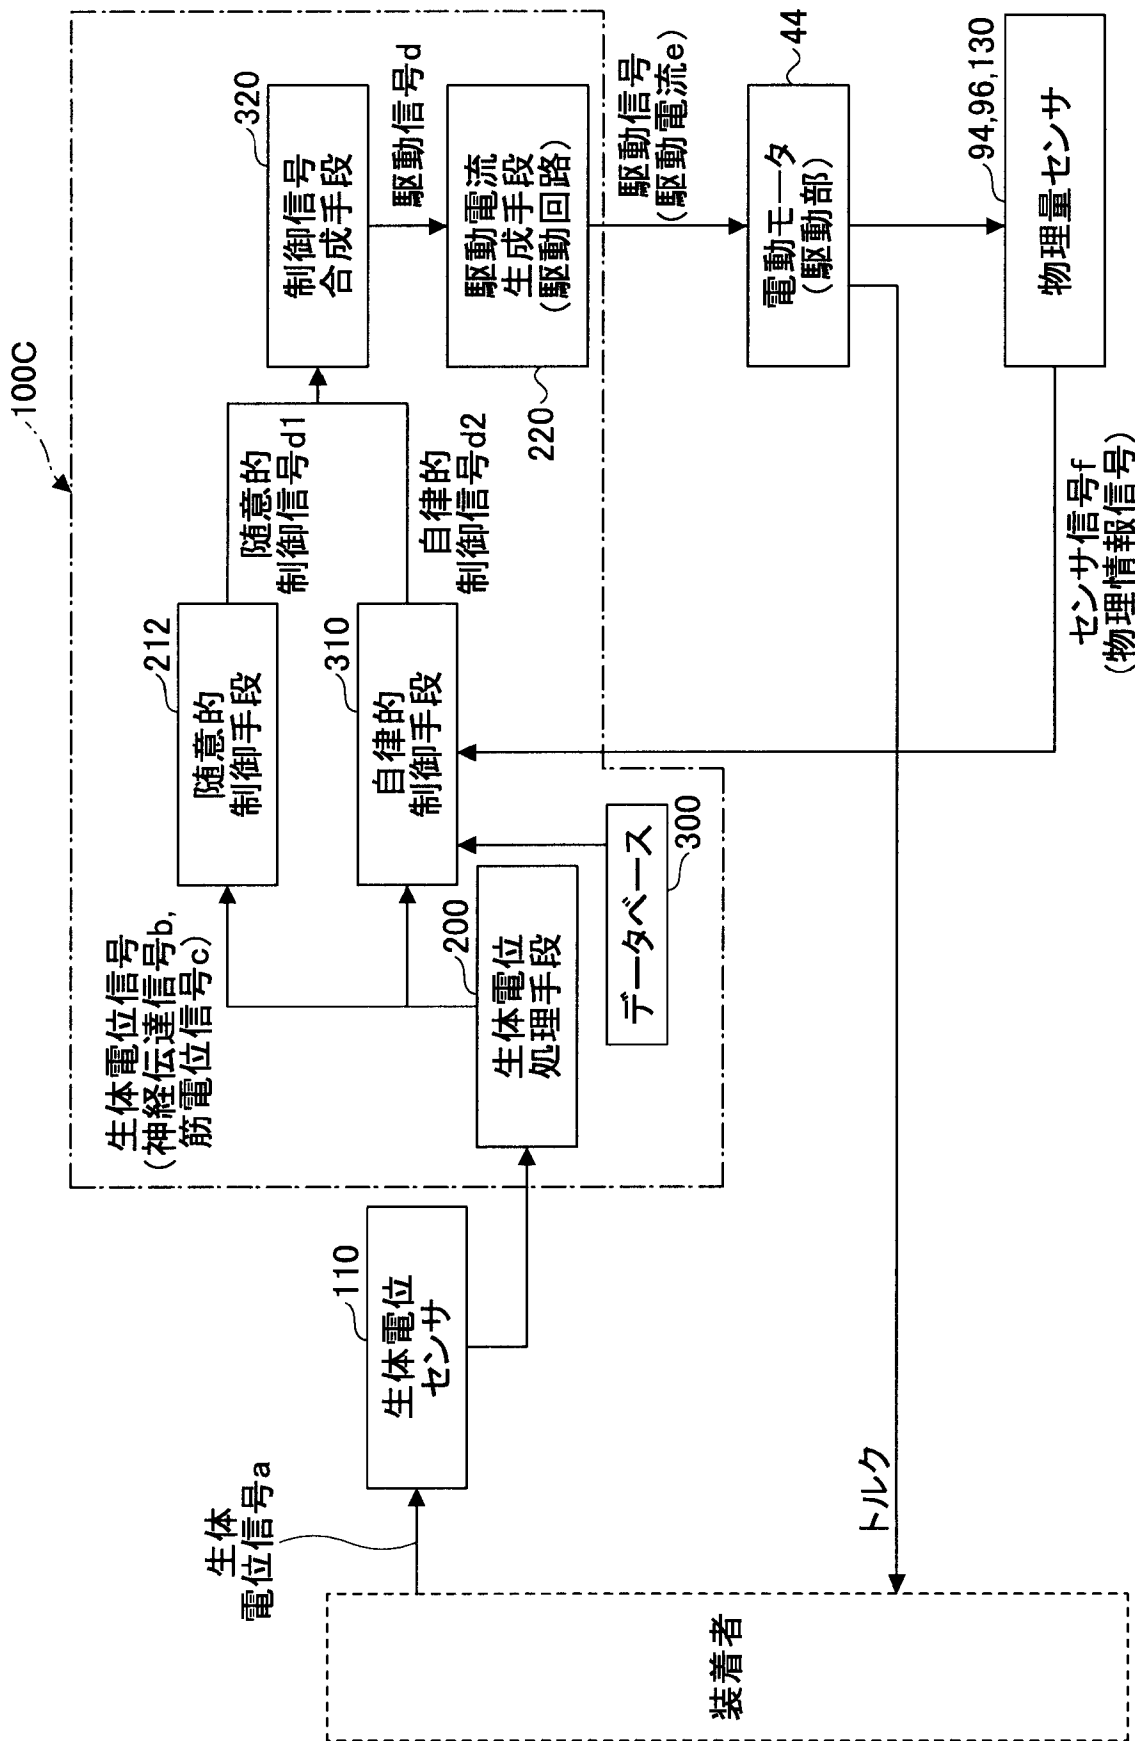 100C
生体電位信号
(神経伝達信号b,
筋電位信号c)
212
随意的
制御手段
随意的
制御信号d1
320
制御信号
合成手段
駆動信号d
310
自律的
制御手段
自律的
制御信号d2
駆動電流
生成手段
(駆動回路)
220
生体
電位信号a
110
生体電位
センサ
200
生体電位
処理手段
データベース
300
駆動信号
(駆動電流e)
44
電動モータ
(駆動部)
94,96,130
物理量センサ
センサ信号f
(物理情報信号)
トルク
装着者